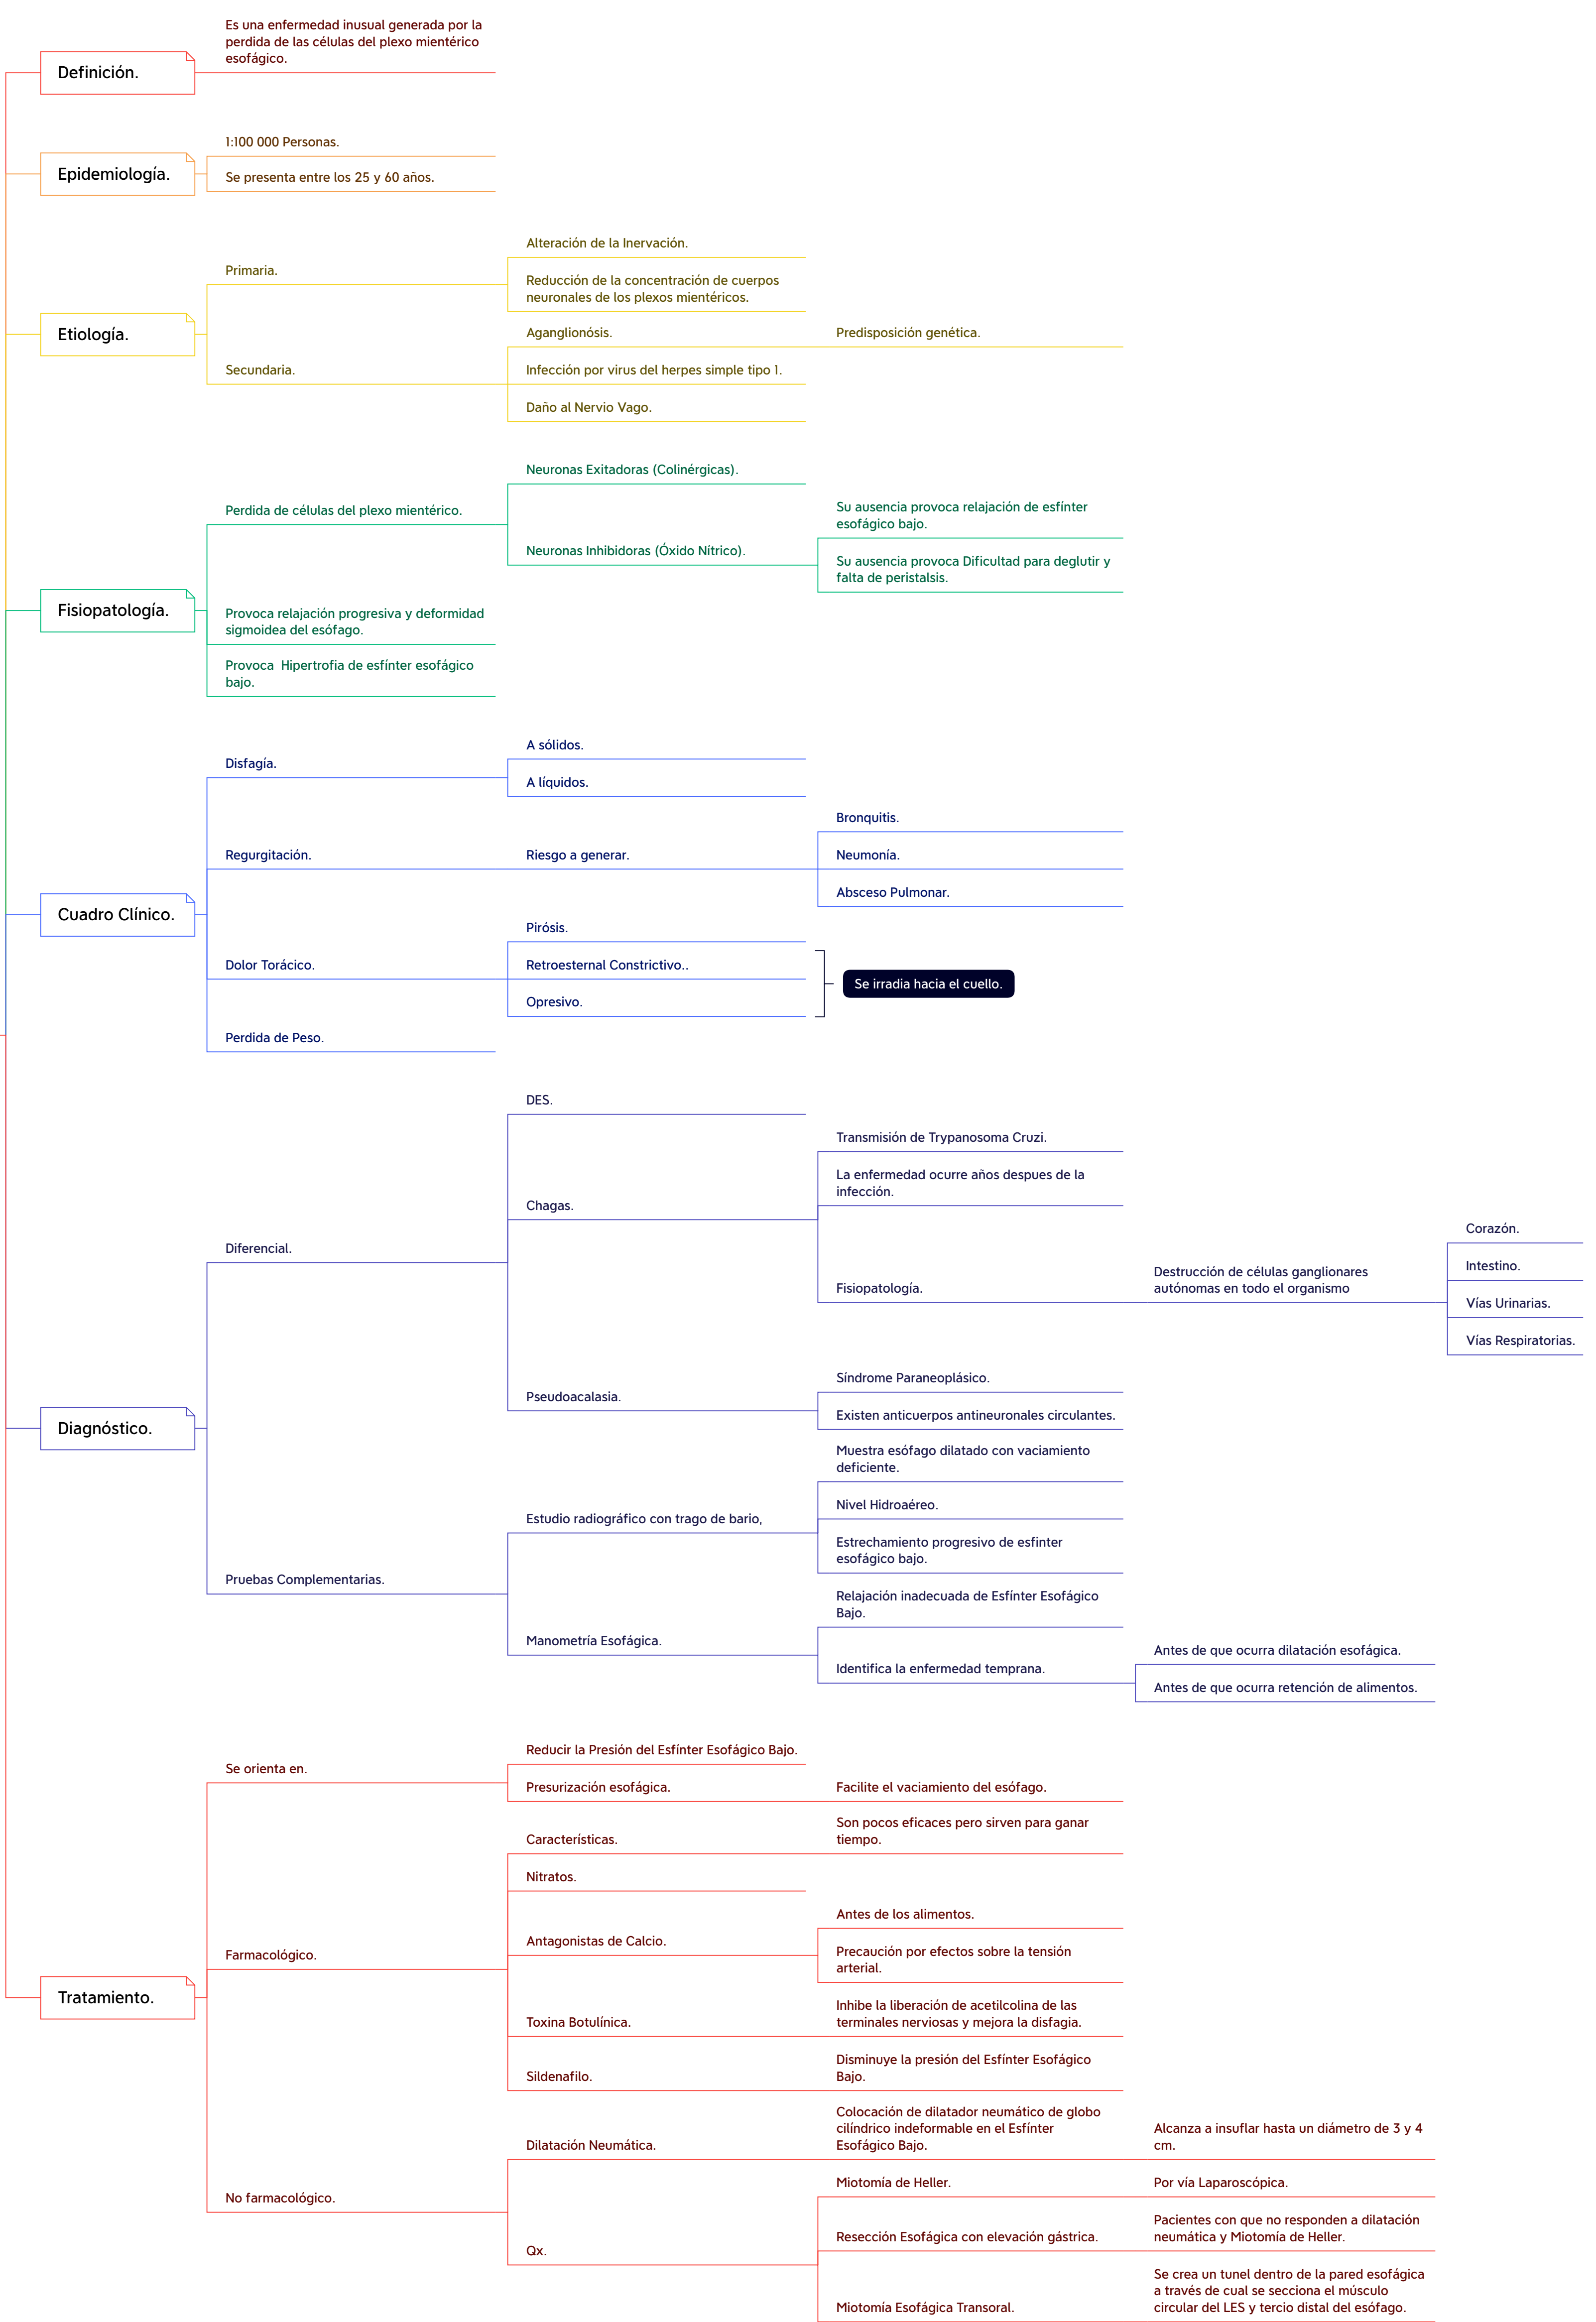 Definición.
Es una enfermedad inusual generada por la
perdida de las células del plexo mientérico
esofágico.
Epidemiología.
1:100 000 Personas.
Se presenta entre los 25 y 60 años.
Etiología.
Primaria.
Alteración de la Inervación.
Reducción de la concentración de cuerpos
neuronales de los plexos mientéricos.
Secundaria.
Aganglionósis.
Predisposición genética.
Infección por virus del herpes simple tipo 1.
Daño al Nervio Vago.
Fisiopatología.
Perdida de células del plexo mientérico.
Neuronas Exitadoras (Colinérgicas).
Neuronas Inhibidoras (Óxido Nítrico).
Su ausencia provoca relajación de esfínter
esofágico bajo.
Su ausencia provoca Dificultad para deglutir y
falta de peristalsis.
Provoca relajación progresiva y deformidad
sigmoidea del esófago.
Provoca  Hipertrofia de esfínter esofágico
bajo.
Cuadro Clínico.
Disfagía.
A sólidos.
A líquidos.
Regurgitación.
Riesgo a generar.
Bronquitis.
Neumonía.
Absceso Pulmonar.
Dolor Torácico.
Pirósis.
Retroesternal Constrictivo..
Opresivo.
Se irradia hacia el cuello.
Perdida de Peso.
Diagnóstico.
Diferencial.
DES.
Chagas.
Transmisión de Trypanosoma Cruzi.
La enfermedad ocurre años despues de la
infección.
Fisiopatología.
Destrucción de células ganglionares
autónomas en todo el organismo
Corazón.
Intestino.
Vías Urinarias.
Vías Respiratorias.
Pseudoacalasia.
Síndrome Paraneoplásico.
Existen anticuerpos antineuronales circulantes.
Pruebas Complementarias.
Estudio radiográfico con trago de bario,
Muestra esófago dilatado con vaciamiento
deficiente.
Nivel Hidroaéreo.
Estrechamiento progresivo de esfinter
esofágico bajo.
Manometría Esofágica.
Relajación inadecuada de Esfínter Esofágico
Bajo.
Identifica la enfermedad temprana.
Antes de que ocurra dilatación esofágica.
Antes de que ocurra retención de alimentos.
Tratamiento.
Se orienta en.
Reducir la Presión del Esfínter Esofágico Bajo.
Presurización esofágica.
Facilite el vaciamiento del esófago.
Farmacológico.
Características.
Son pocos eficaces pero sirven para ganar
tiempo.
Nitratos.
Antagonistas de Calcio.
Antes de los alimentos.
Precaución por efectos sobre la tensión
arterial.
Toxina Botulínica.
Inhibe la liberación de acetilcolina de las
terminales nerviosas y mejora la disfagia.
Sildenafilo.
Disminuye la presión del Esfínter Esofágico
Bajo.
No farmacológico.
Dilatación Neumática.
Colocación de dilatador neumático de globo
cilíndrico indeformable en el Esfínter
Esofágico Bajo.
Alcanza a insuflar hasta un diámetro de 3 y 4
cm.
Qx.
Miotomía de Heller.
Por vía Laparoscópica.
Resección Esofágica con elevación gástrica.
Pacientes con que no responden a dilatación
neumática y Miotomía de Heller.
Miotomía Esofágica Transoral.
Se crea un tunel dentro de la pared esofágica
a través de cual se secciona el músculo
circular del LES y tercio distal del esófago.